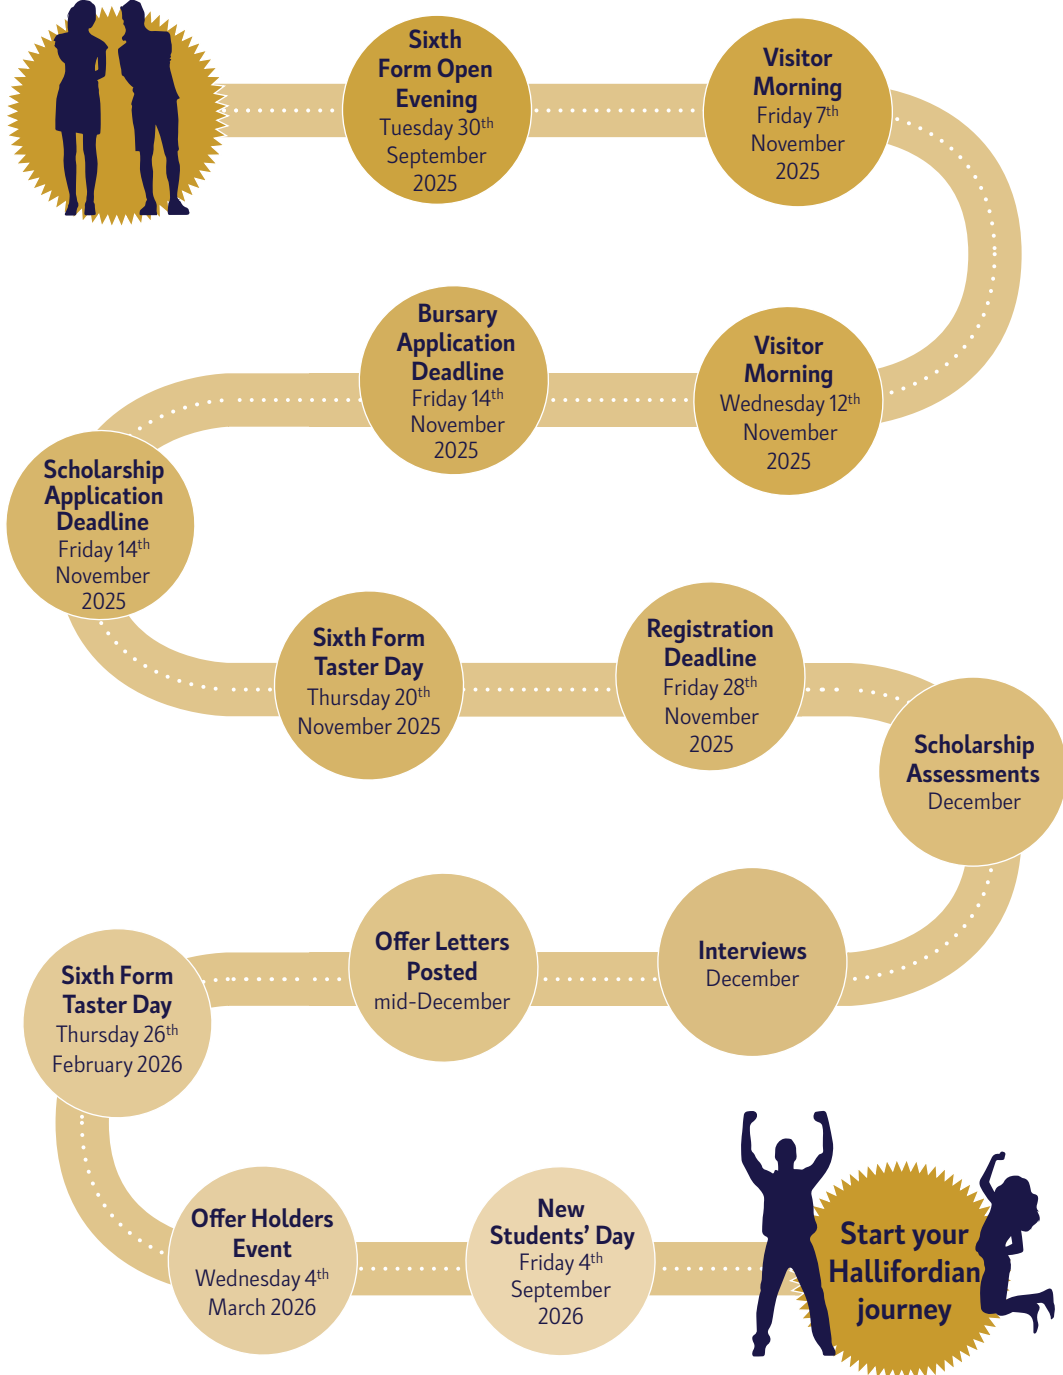 Sixth
Form Open
Evening
Tuesday 30th
September
2025
Visitor
Morning
Friday 7th
November
2025
Visitor
Morning
Wednesday 12th
November
2025
Bursary
Application
Deadline
Friday 14th
November
2025
Scholarship
Application
Deadline
Friday 14th
November
2025
Sixth Form
Taster Day
Thursday 20th
November 2025
Registration
Deadline
Friday 28th
November
2025
Scholarship
Assessments
December
Interviews
December
Offer Letters
Posted
mid-December
Sixth Form
Taster Day
Thursday 26th
February 2026
Offer Holders
Event
Wednesday 4th
March 2026
New
Students’ Day
Friday 4th
September
2026
Start your
Hallifordian
journey